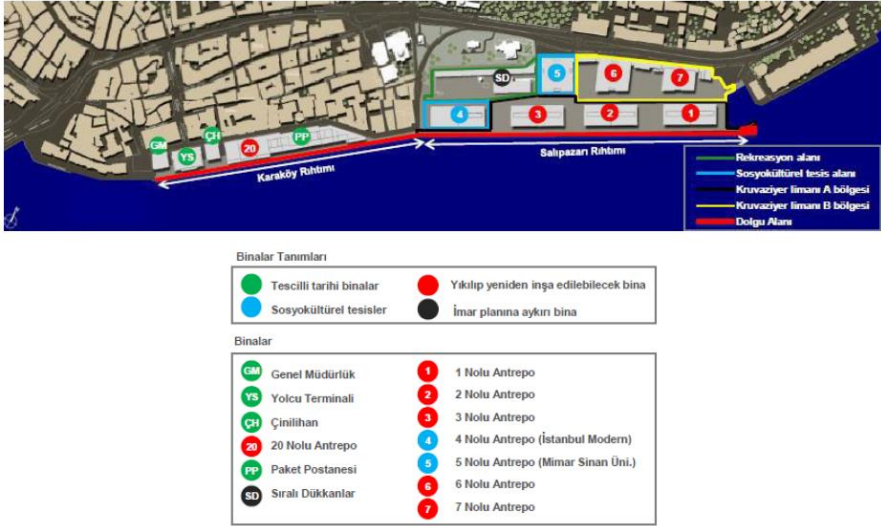 SD
5
6
7
4
3
2
1
GM
YS
ÇH
20
PP
Karaköy Rıhtımı
Salıpazarı Rıhtımı
Rekreasyon alanı
Sosyokültürel tesis alanı
Kruvaziyer limanı A bölgesi
Kruvaziyer limanı B bölgesi
Dolgu Alanı
Binalar Tanımları
Tescilli tarihi binalar
Yıkılıp yeniden inşa edilebilecek bina
Sosyokültürel tesisler
İmar planına aykırı bina
Binalar
GM Genel Müdürlük
YS Yolcu Terminali
ÇH Çinilihan
20 20 Nolu Antrepo
PP Paket Postanesi
SD Sıralı Dükkanlar
1 1 Nolu Antrepo
2 2 Nolu Antrepo
3 3 Nolu Antrepo
4 4 Nolu Antrepo (İstanbul Modern)
5 5 Nolu Antrepo (Mimar Sinan Üni.)
6 6 Nolu Antrepo
7 7 Nolu Antrepo